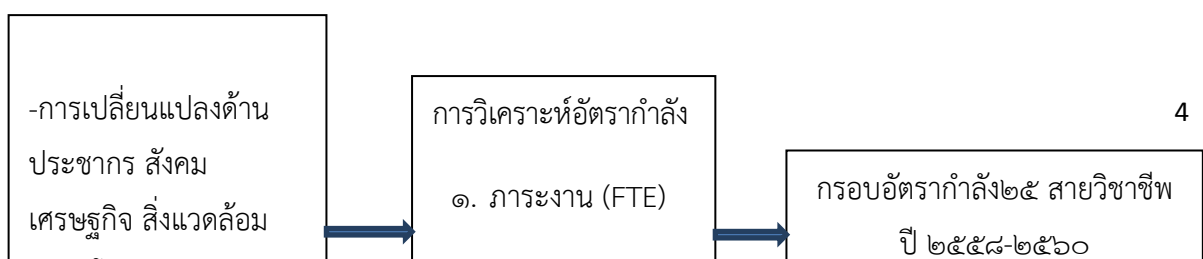 -การเปลี่ยนแปลงด้าน
ประชากร สังคม
เศรษฐกิจ สิ่งแวดล้อม
การวิเคราะห์อัตรากำลัง
๑. ภาระงาน (FTE)
4
กรอบอัตรากำลัง๒๕ สายวิชาชีพ
ปี ๒๕๕๘-๒๕๖๐